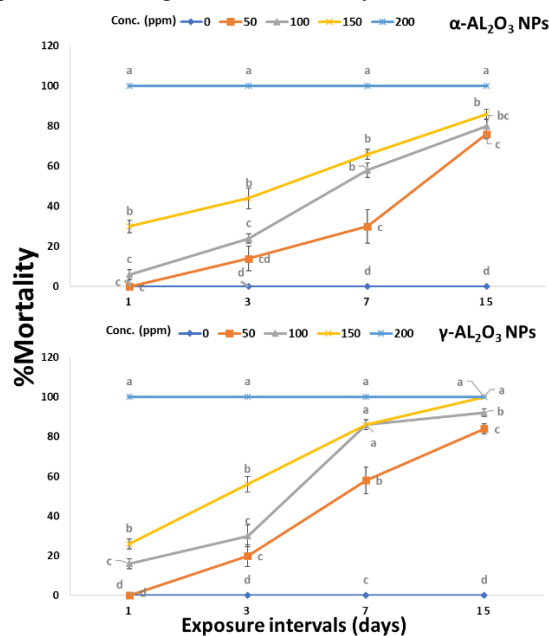 Conc. (ppm) 0 50 100 150 200 α-AL₂O₃ NPs
120
a a a a
100
b
bc
80
b
b
c
60
b
b
40
b
c
c
20
c
cd
c c
d d d
0
1 3 7 15
%Mortality
Conc. (ppm) 0 50 100 150 200 γ-AL₂O₃ NPs
120
a a a a a
100
b
a
80
c
60
b
b
40
b
c
20
c
c
d d
d c d
0
1 3 7 15
Exposure intervals (days)